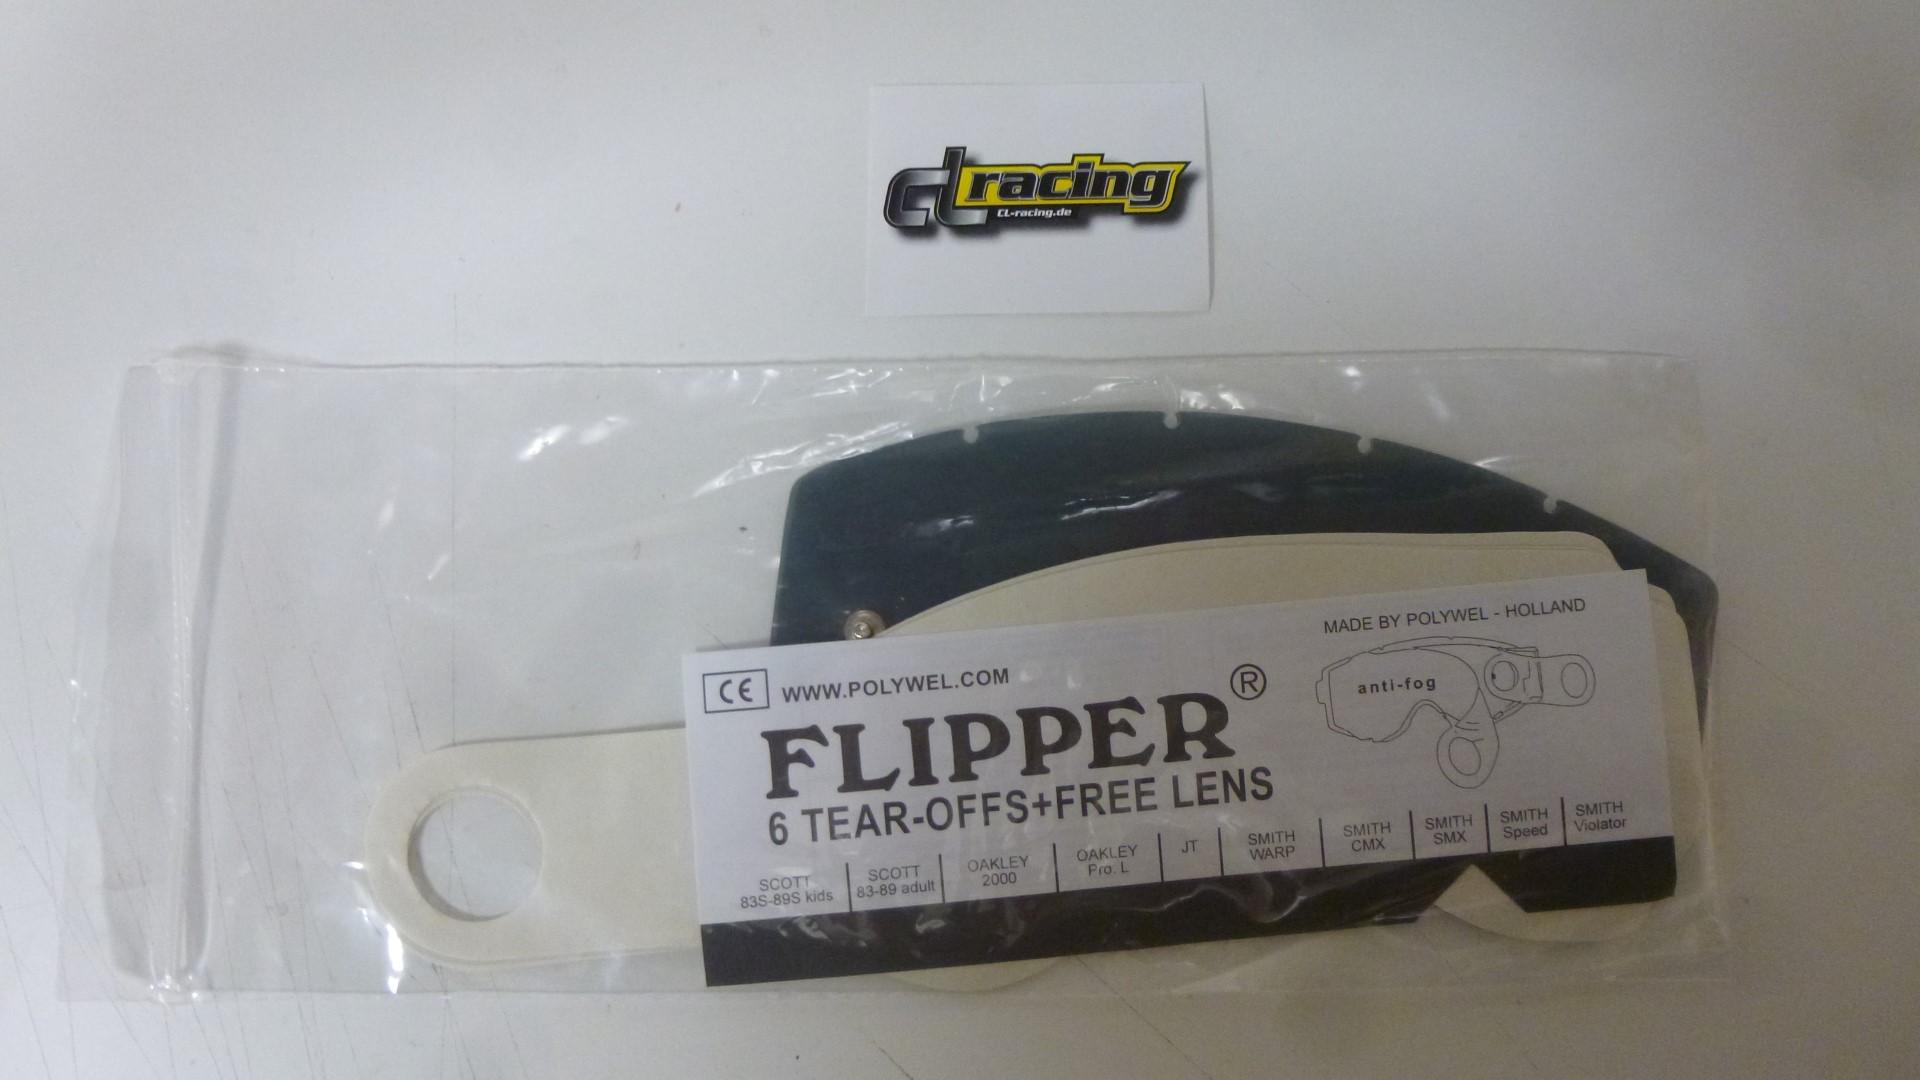 CL racing
CL-racing.de
MADE BY POLYWEL - HOLLAND
CE WWW.POLYWEL.COM
anti-fog
FLIPPER®
6 TEAR-OFFS+FREE LENS
SCOTT 83S-89S kids
SCOTT 83-89 adult
OAKLEY 2000
OAKLEY Pro. L
JT
SMITH WARP
SMITH CMX
SMITH SMX
SMITH Speed
SMITH Violator